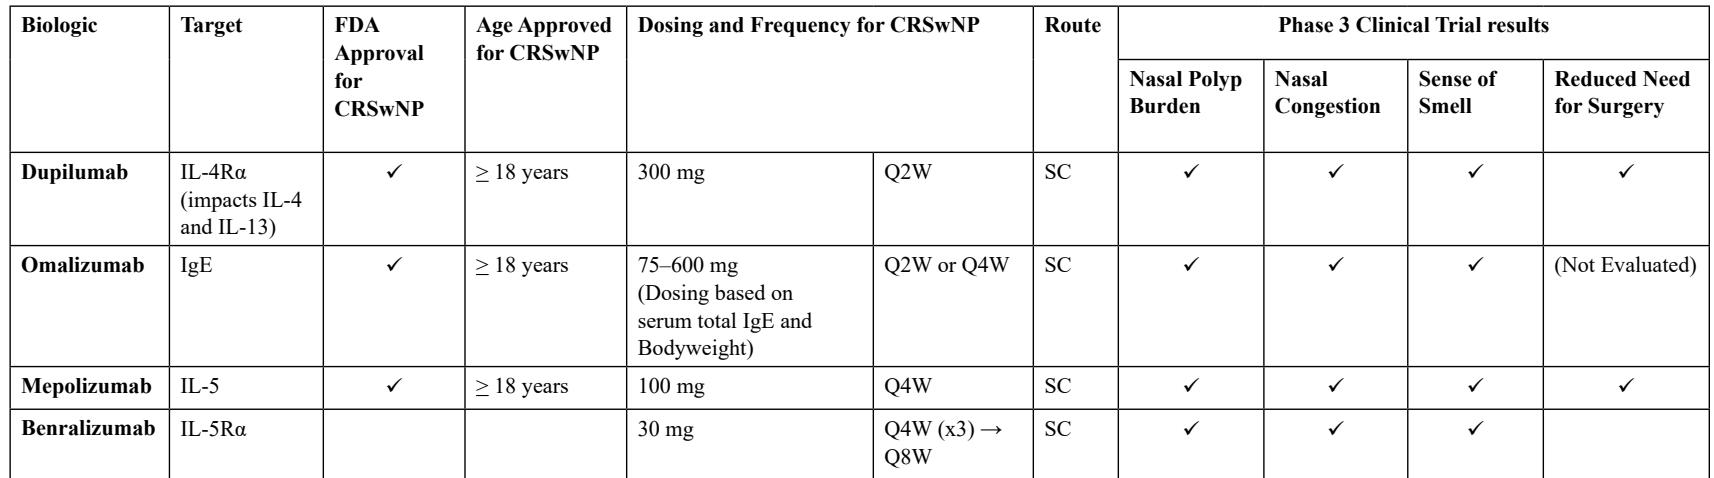 Biologic
Target
FDA
Approval
for
CRSwNP
Age Approved
for CRSwNP
Dosing and Frequency for CRSwNP
Route
Phase 3 Clinical Trial results
Nasal Polyp
Burden
Nasal
Congestion
Sense of
Smell
Reduced Need
for Surgery
Dupilumab
IL-4Rα
(impacts IL-4
and IL-13)
✓
≥ 18 years
300 mg
Q2W
SC
✓
✓
✓
✓
Omalizumab
IgE
✓
≥ 18 years
75–600 mg
(Dosing based on
serum total IgE and
Bodyweight)
Q2W or Q4W
SC
✓
✓
✓
(Not Evaluated)
Mepolizumab
IL-5
✓
≥ 18 years
100 mg
Q4W
SC
✓
✓
✓
✓
Benralizumab
IL-5Rα
30 mg
Q4W (x3) →
Q8W
SC
✓
✓
✓